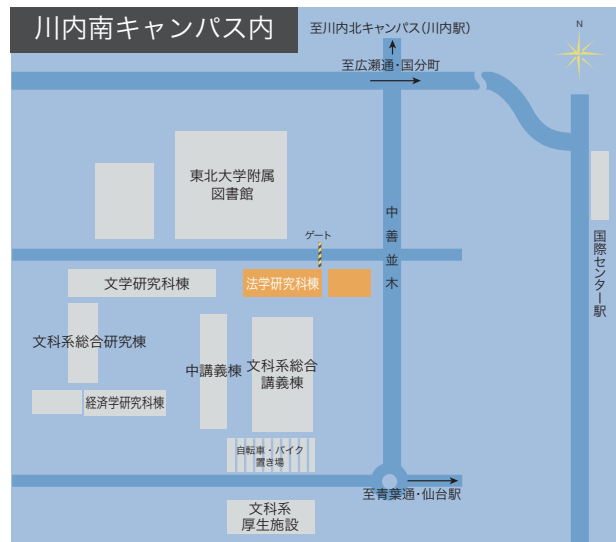 川内南キャンパス内
至川内北キャンパス（川内駅）
N
至広瀬通・国分町
東北大学附属
図書館
中善並木
ゲート
国際センター駅
文学研究科棟
法学研究科棟
文科系総合研究棟
中講義棟
文科系総合
講義棟
経済学研究科棟
自転車・バイク
置き場
至青葉通・仙台駅
文科系
厚生施設